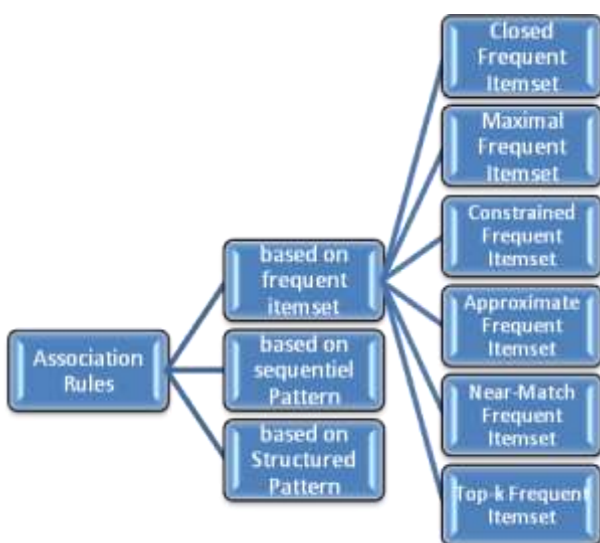 Association
Rules
based on
frequent
itemset
based on
sequentiel
Pattern
based on
Structured
Pattern
Closed
Frequent
Itemset
Maximal
Frequent
Itemset
Constrained
Frequent
Itemset
Approximate
Frequent
Itemset
Near-Match
Frequent
Itemset
Top-k Frequent
Itemset